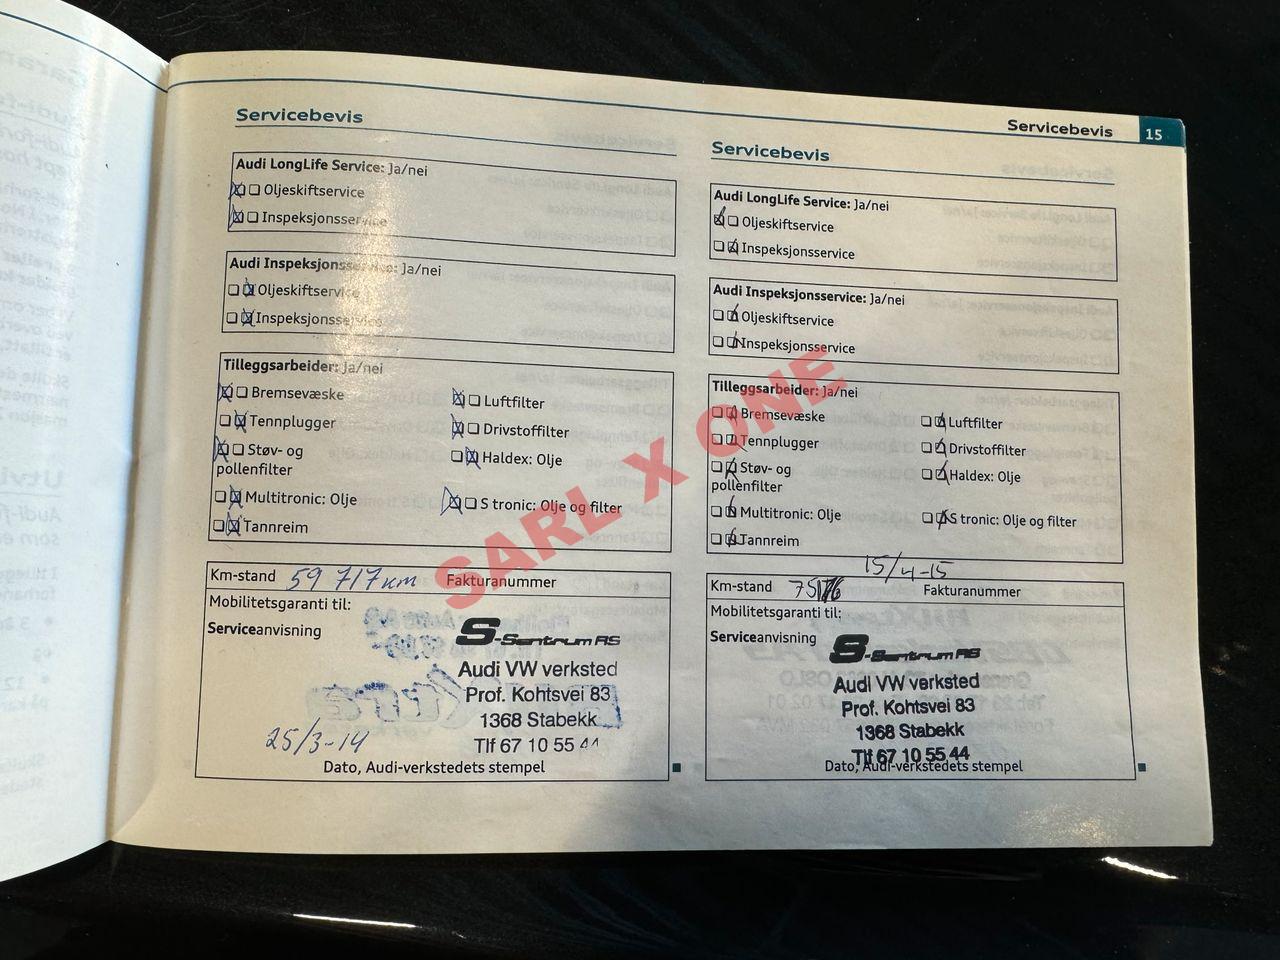 Servicebevis 15
Servicebevis
Audi LongLife Service: Ja/nei
Oljeskiftservice
Inspeksjonsservice
Audi Inspeksjonsservice: Ja/nei
Oljeskiftservice
Inspeksjonsservice
Tilleggsarbeider: Ja/nei
Bremsevæske
Luftfilter
Tennplugger
Drivstoffilter
Støv- og
pollenfilter
Haldex: Olje
Multitronic: Olje
S tronic: Olje og filter
Tannreim
Km-stand 59 717 km Fakturanummer
Mobilitetsgaranti til:
Serviceanvisning
S-Sentrum AS
Audi VW verksted
Prof. Kohtsvei 83
1368 Stabekk
Tlf 67 10 55 44
25/3-14
Dato, Audi-verkstedets stempel
Servicebevis
Audi LongLife Service: Ja/nei
Oljeskiftservice
Inspeksjonsservice
Audi Inspeksjonsservice: Ja/nei
Oljeskiftservice
Inspeksjonsservice
Tilleggsarbeider: Ja/nei
Bremsevæske
Luftfilter
Tennplugger
Drivstoffilter
Støv- og
pollenfilter
Haldex: Olje
Multitronic: Olje
S tronic: Olje og filter
Tannreim
15/4-15
Km-stand Fakturanummer
Mobilitetsgaranti til:
Serviceanvisning
S-Sentrum AS
Audi VW verksted
Prof. Kohtsvei 83
1368 Stabekk
Tlf 67 10 55 44
Dato, Audi-verkstedets stempel
SARL X ONE